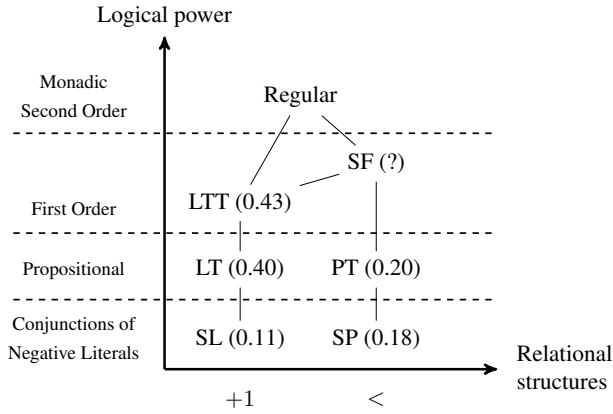 Logical power
Monadic
Second Order
Regular
SF (?)
LTT (0.43)
First Order
Propositional
LT (0.40)
PT (0.20)
Conjunctions of
Negative Literals
SL (0.11)
SP (0.18)
Relational
structures
+1
<